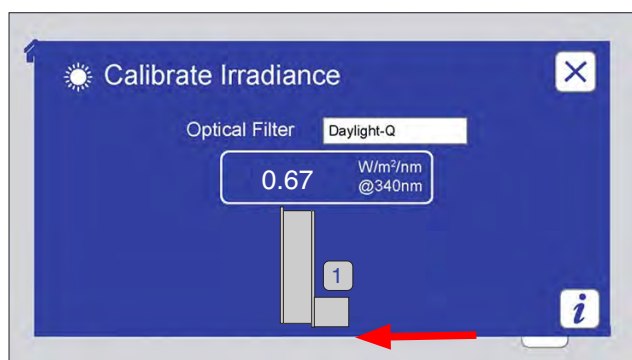 Calibrate Irradiance
Optical Filter Daylight-Q
0.67 W/m²/nm
@340nm
1
i